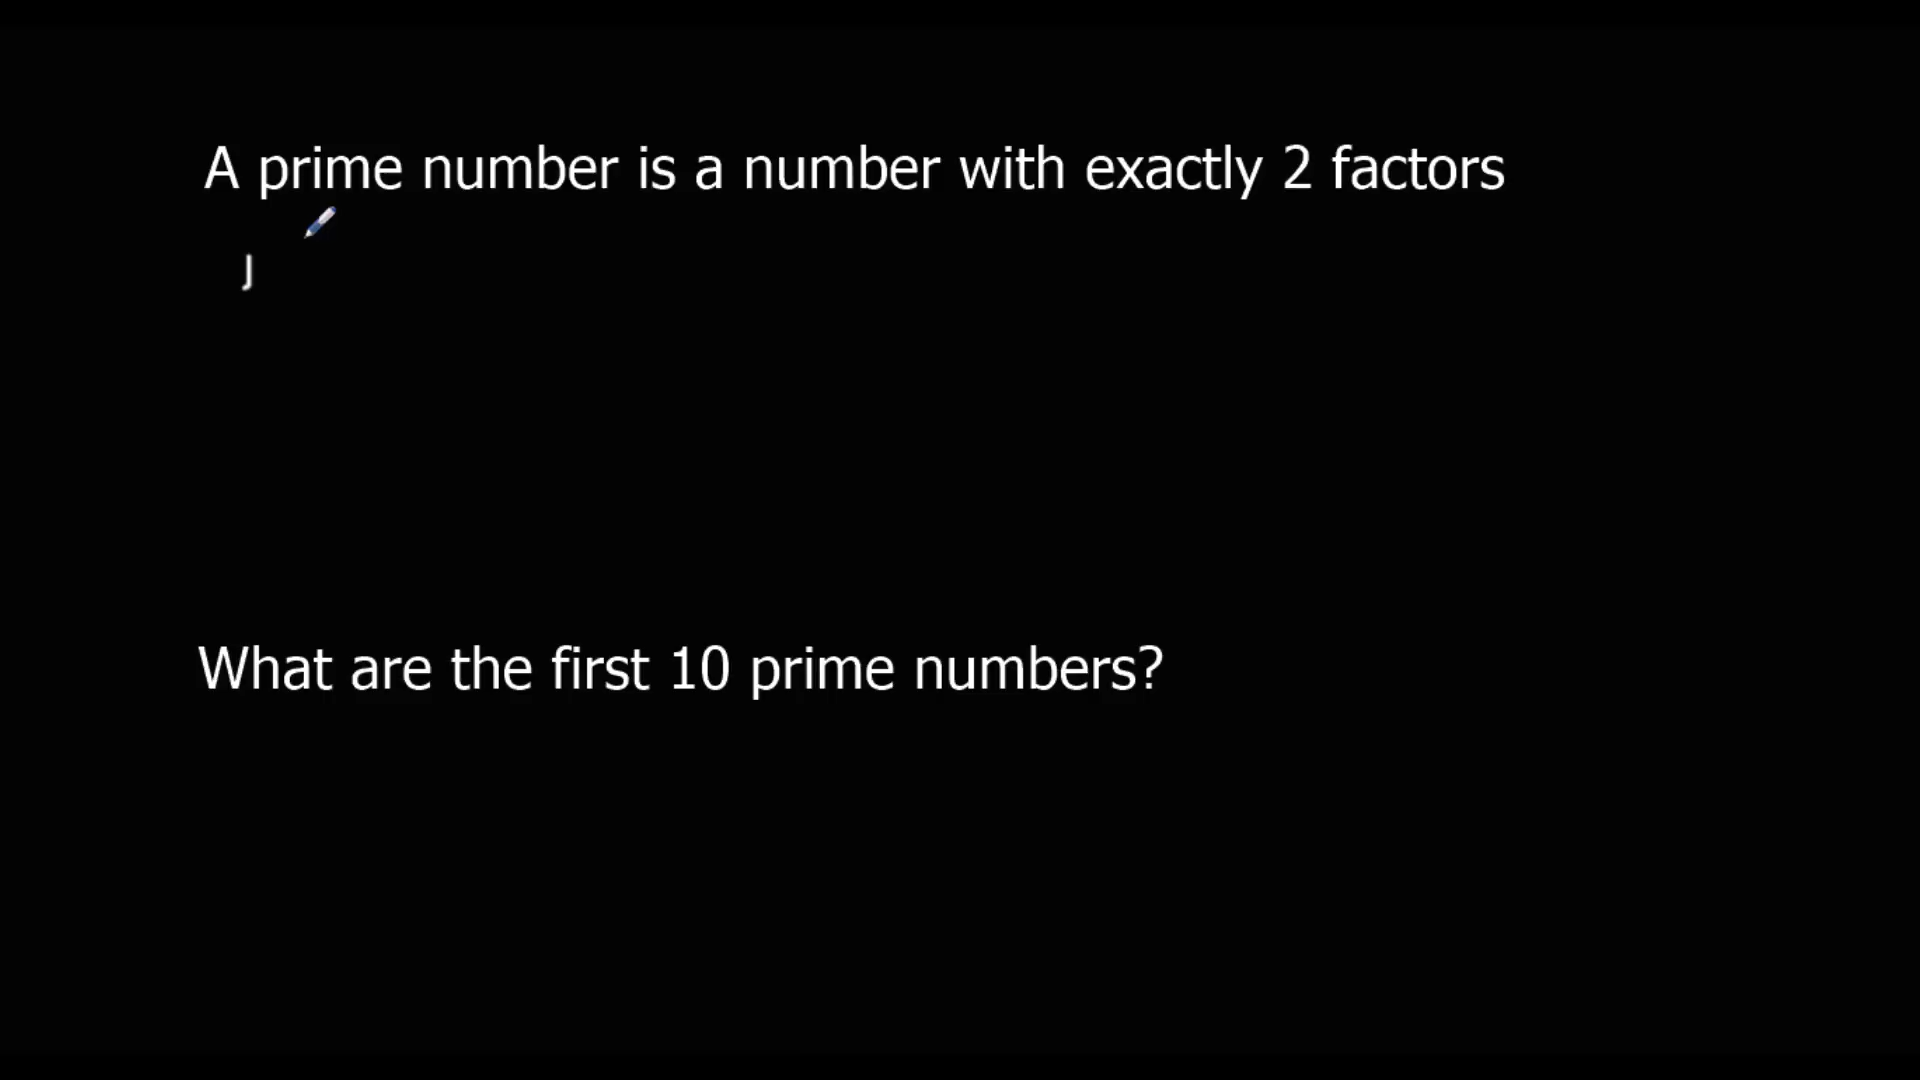 A prime number is a number with exactly 2 factors
J
What are the first 10 prime numbers?